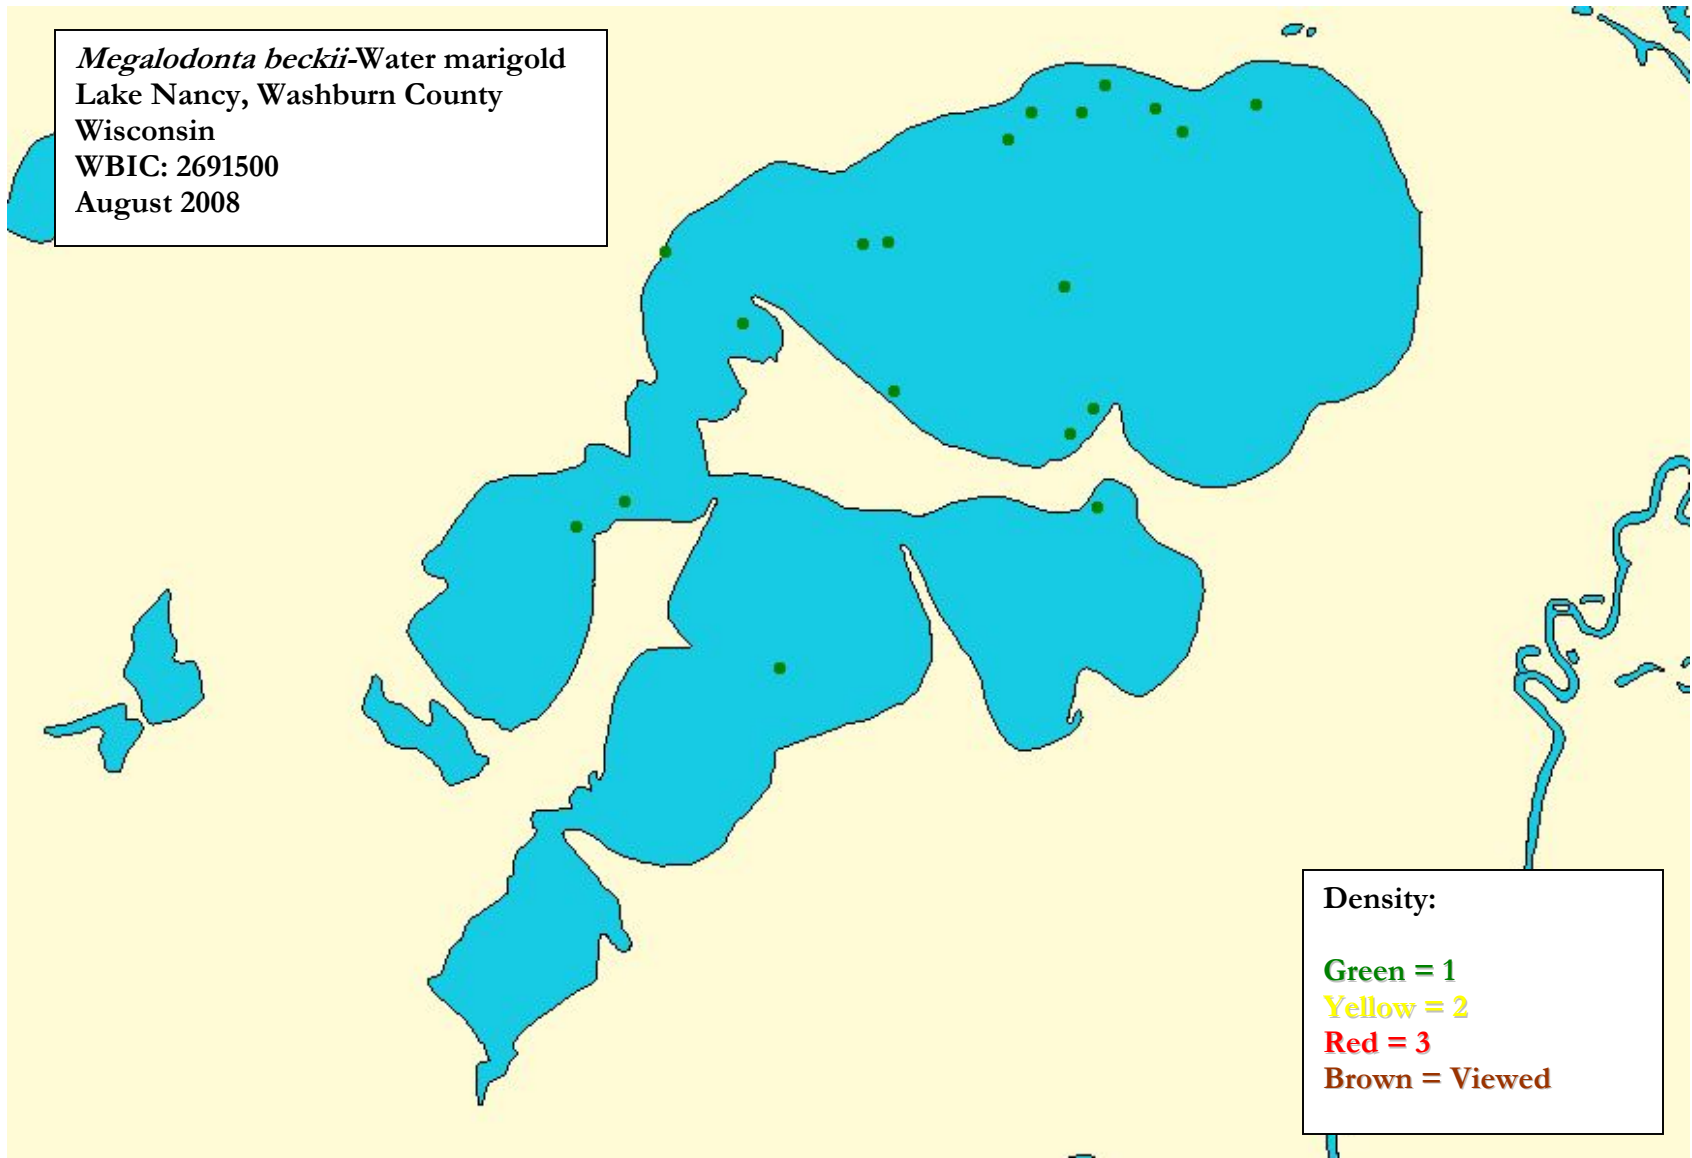 Megalodonta beckii-Water marigold
Lake Nancy, Washburn County
Wisconsin
WBIC: 2691500
August 2008
Density:
Green = 1
Yellow = 2
Red = 3
Brown = Viewed